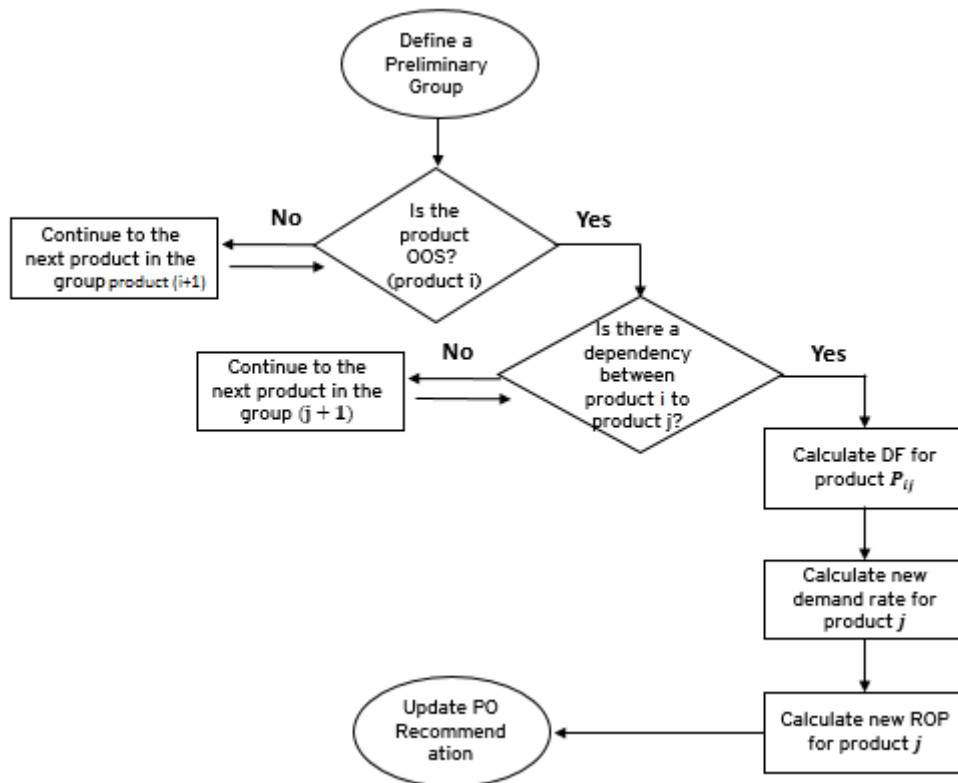 Define a
Preliminary
Group
No
Is the
product
OOS?
(product i)
Yes
Continue to the
next product in the
group product (i+1)
No
Is there a
dependency
between
product i to
product j?
Yes
Continue to the
next product in the
group (j + 1)
Calculate DF for
product P_{ij}
Calculate new
demand rate for
product j
Update PO
Recommend
ation
Calculate new ROP
for product j